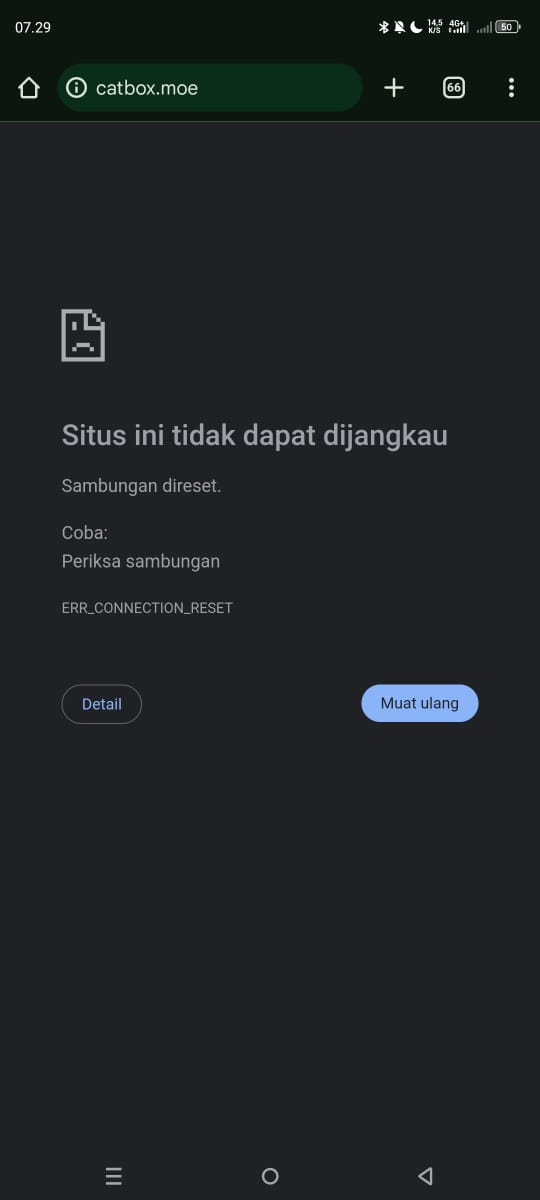 07.29
14,5
K/S
4G+
50
catbox.moe
66
Situs ini tidak dapat dijangkau
Sambungan direset.
Coba:
Periksa sambungan
ERR_CONNECTION_RESET
Detail
Muat ulang